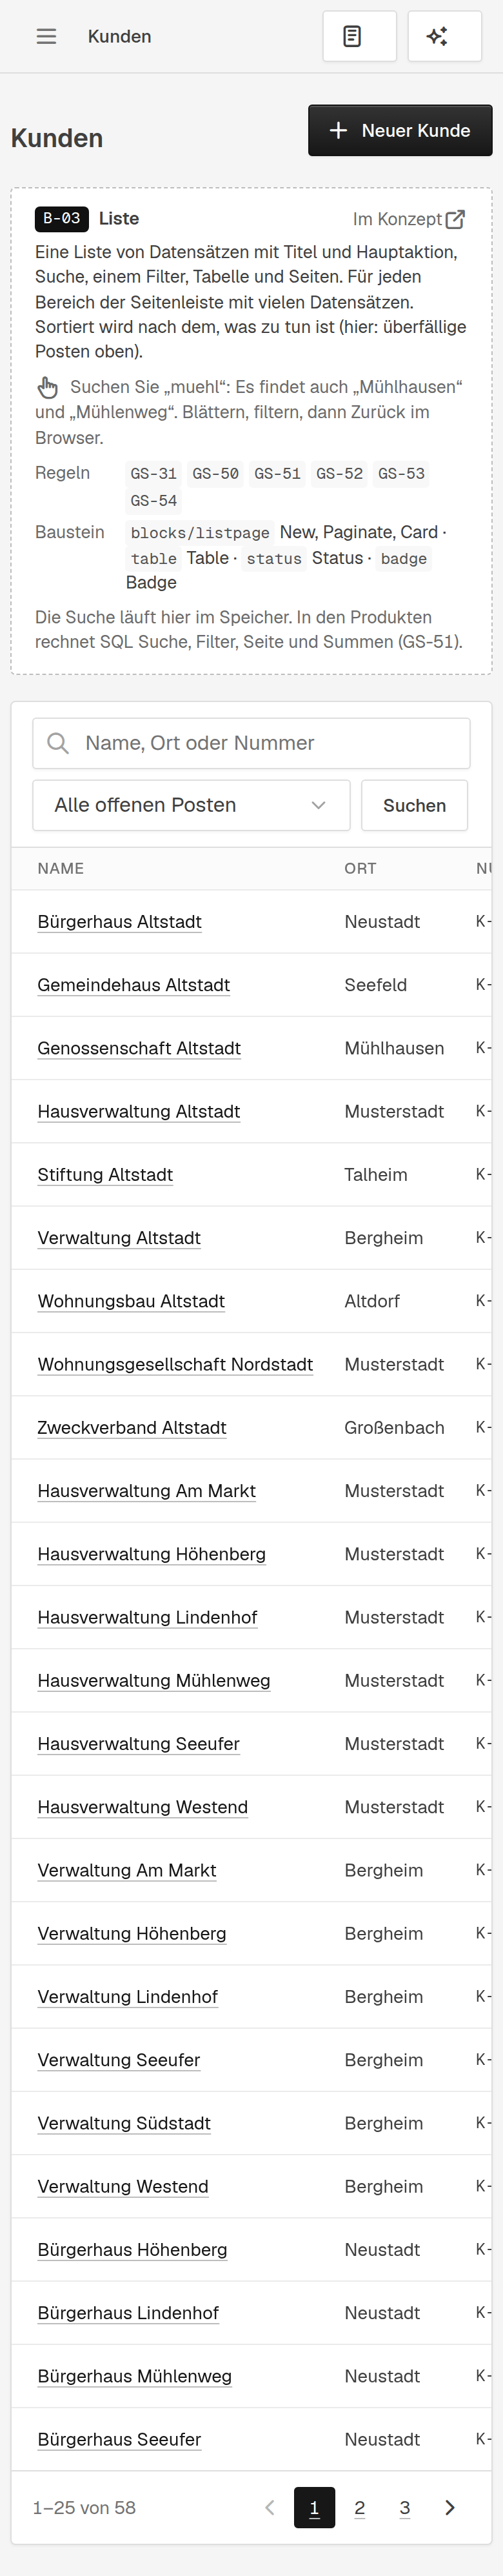 Kunden
Kunden
Neuer Kunde
B-03 Liste Im Konzept
Eine Liste von Datensätzen mit Titel und Hauptaktion,
Suche, einem Filter, Tabelle und Seiten. Für jeden
Bereich der Seitenleiste mit vielen Datensätzen.
Sortiert wird nach dem, was zu tun ist (hier: überfällige
Posten oben).
Suchen Sie „muehl“: Es findet auch „Mühlhausen“
und „Mühlenweg“. Blättern, filtern, dann Zurück im
Browser.
Regeln GS-31 GS-50 GS-51 GS-52 GS-53
GS-54
Baustein blocks/listpage New, Paginate, Card ·
table Table · status Status · badge
Badge
Die Suche läuft hier im Speicher. In den Produkten
rechnet SQL Suche, Filter, Seite und Summen (GS-51).
Name, Ort oder Nummer
Alle offenen Posten Suchen
NAME ORT NU
Bürgerhaus Altstadt Neustadt K-
Gemeindehaus Altstadt Seefeld K-
Genossenschaft Altstadt Mühlhausen K-
Hausverwaltung Altstadt Musterstadt K-
Stiftung Altstadt Talheim K-
Verwaltung Altstadt Bergheim K-
Wohnungsbau Altstadt Altdorf K-
Wohnungsgesellschaft Nordstadt Musterstadt K-
Zweckverband Altstadt Großenbach K-
Hausverwaltung Am Markt Musterstadt K-
Hausverwaltung Höhenberg Musterstadt K-
Hausverwaltung Lindenhof Musterstadt K-
Hausverwaltung Mühlenweg Musterstadt K-
Hausverwaltung Seeufer Musterstadt K-
Hausverwaltung Westend Musterstadt K-
Verwaltung Am Markt Bergheim K-
Verwaltung Höhenberg Bergheim K-
Verwaltung Lindenhof Bergheim K-
Verwaltung Seeufer Bergheim K-
Verwaltung Südstadt Bergheim K-
Verwaltung Westend Bergheim K-
Bürgerhaus Höhenberg Neustadt K-
Bürgerhaus Lindenhof Neustadt K-
Bürgerhaus Mühlenweg Neustadt K-
Bürgerhaus Seeufer Neustadt K-
1–25 von 58 1 2 3